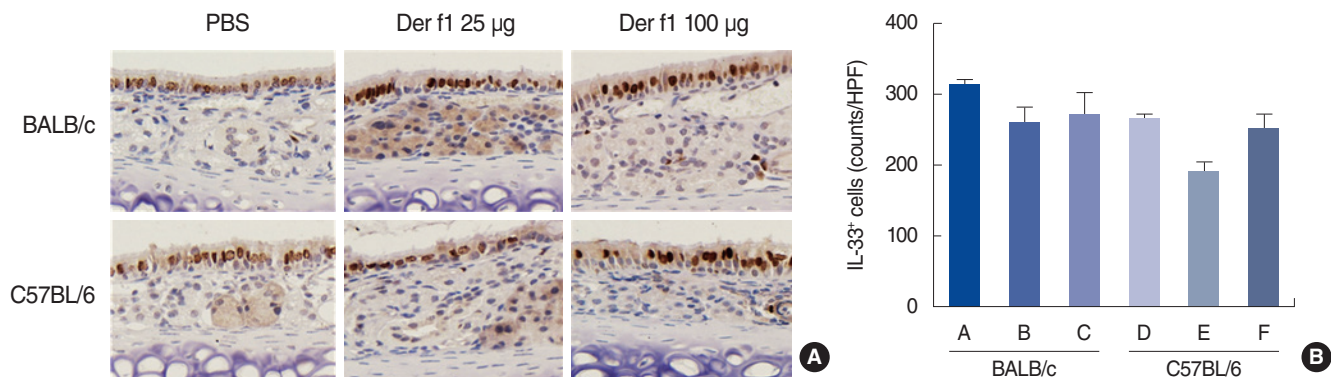 PBS
Der f1 25 µg
Der f1 100 µg
BALB/c
C57BL/6
A
IL-33⁺ cells (counts/HPF)
400
300
200
100
0
A B C D E F
BALB/c C57BL/6
B